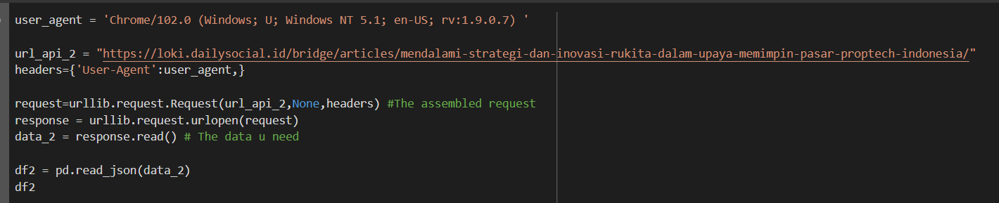 user_agent = 'Chrome/102.0 (Windows; U; Windows NT 5.1; en-US; rv:1.9.0.7) '
url_api_2 = "https://loki.dailysocial.id/bridge/articles/mendalami-strategi-dan-inovasi-rukita-dalam-upaya-memimpin-pasar-proptech-indonesia/"
headers={'User-Agent':user_agent,}
request=urllib.request.Request(url_api_2,None,headers) #The assembled request
response = urllib.request.urlopen(request)
data_2 = response.read() # The data u need
df2 = pd.read_json(data_2)
df2